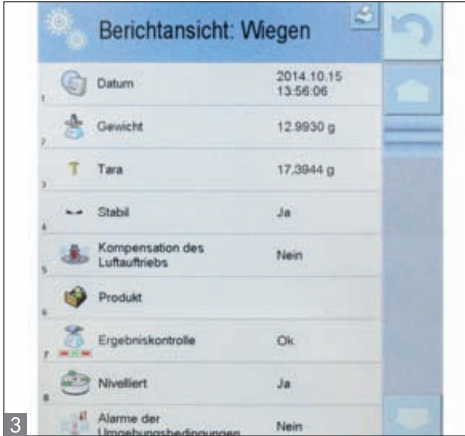 Berichtansicht: Wiegen
1 Datum 2014.10.15
13:56:06
2 Gewicht 12.9930 g
3 T Tara 17,3944 g
4 Stabil Ja
5 Kompensation des
Luftauftriebs Nein
6 Produkt
7 Ergebniskontrolle Ok
8 Nivelliert Ja
Alarme der
Umgebungsbedingungen Nein
3